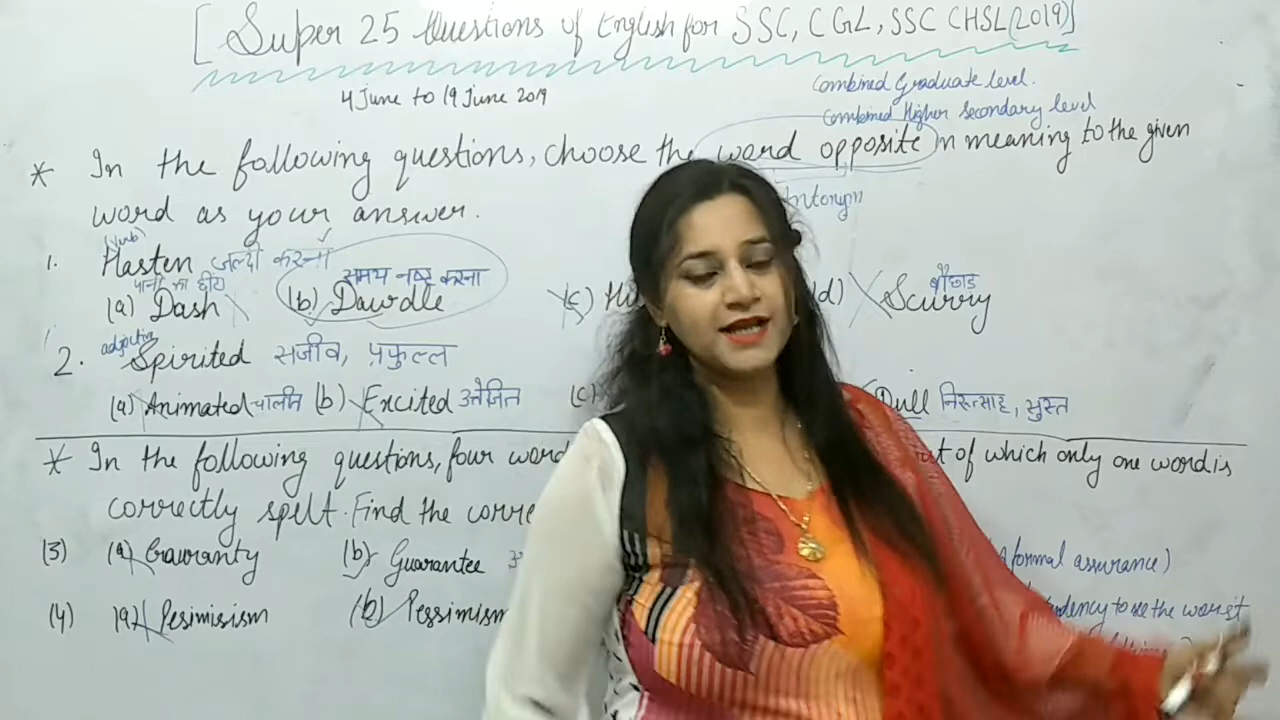 [Super 25 Questions of English for SSC, CGL, SSC CHSL(2019)]
4 June to 19 June 2019
Combined Graduate level.
Combined Higher Secondary level
* In the following questions, choose the word opposite in meaning to the given
Antonym
word as your answer.
(verb)
1. Hasten जल्दी करना
समय नष्ट करना
(a) Dash (b) Dawdle (c) d) Scurry
adjective
2. Spirited सजीव, प्रफुल्ल
(a) Animated (b) Excited उत्तेजित (c) Dull निरुत्साह, सुस्त
* In the following questions, four word out of which only one word is
correctly spelt. Find the corre
(3) (a) Gauranty (b) Guarantee formal assurance)
(4) (a) Pesimisism (b) Pessimism to see the worst